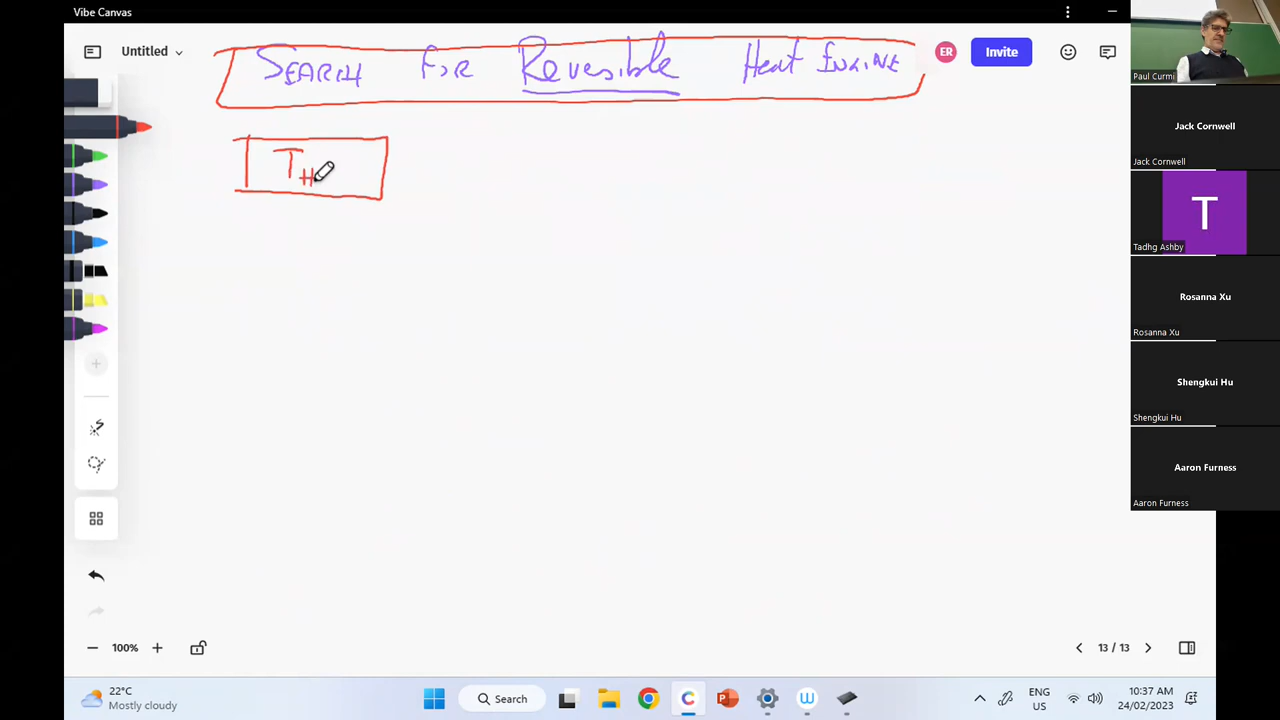 Vibe Canvas
Untitled
SEARCH FOR Revesible Heat ENGINE
ER
Invite
T_H
Paul Curmi
Jack Cornwell
Jack Cornwell
T
Tadhg Ashby
Rosanna Xu
Rosanna Xu
Shengkui Hu
Shengkui Hu
Aaron Furness
Aaron Furness
100%
13 / 13
22°C
Mostly cloudy
Search
ENG
US
10:37 AM
24/02/2023